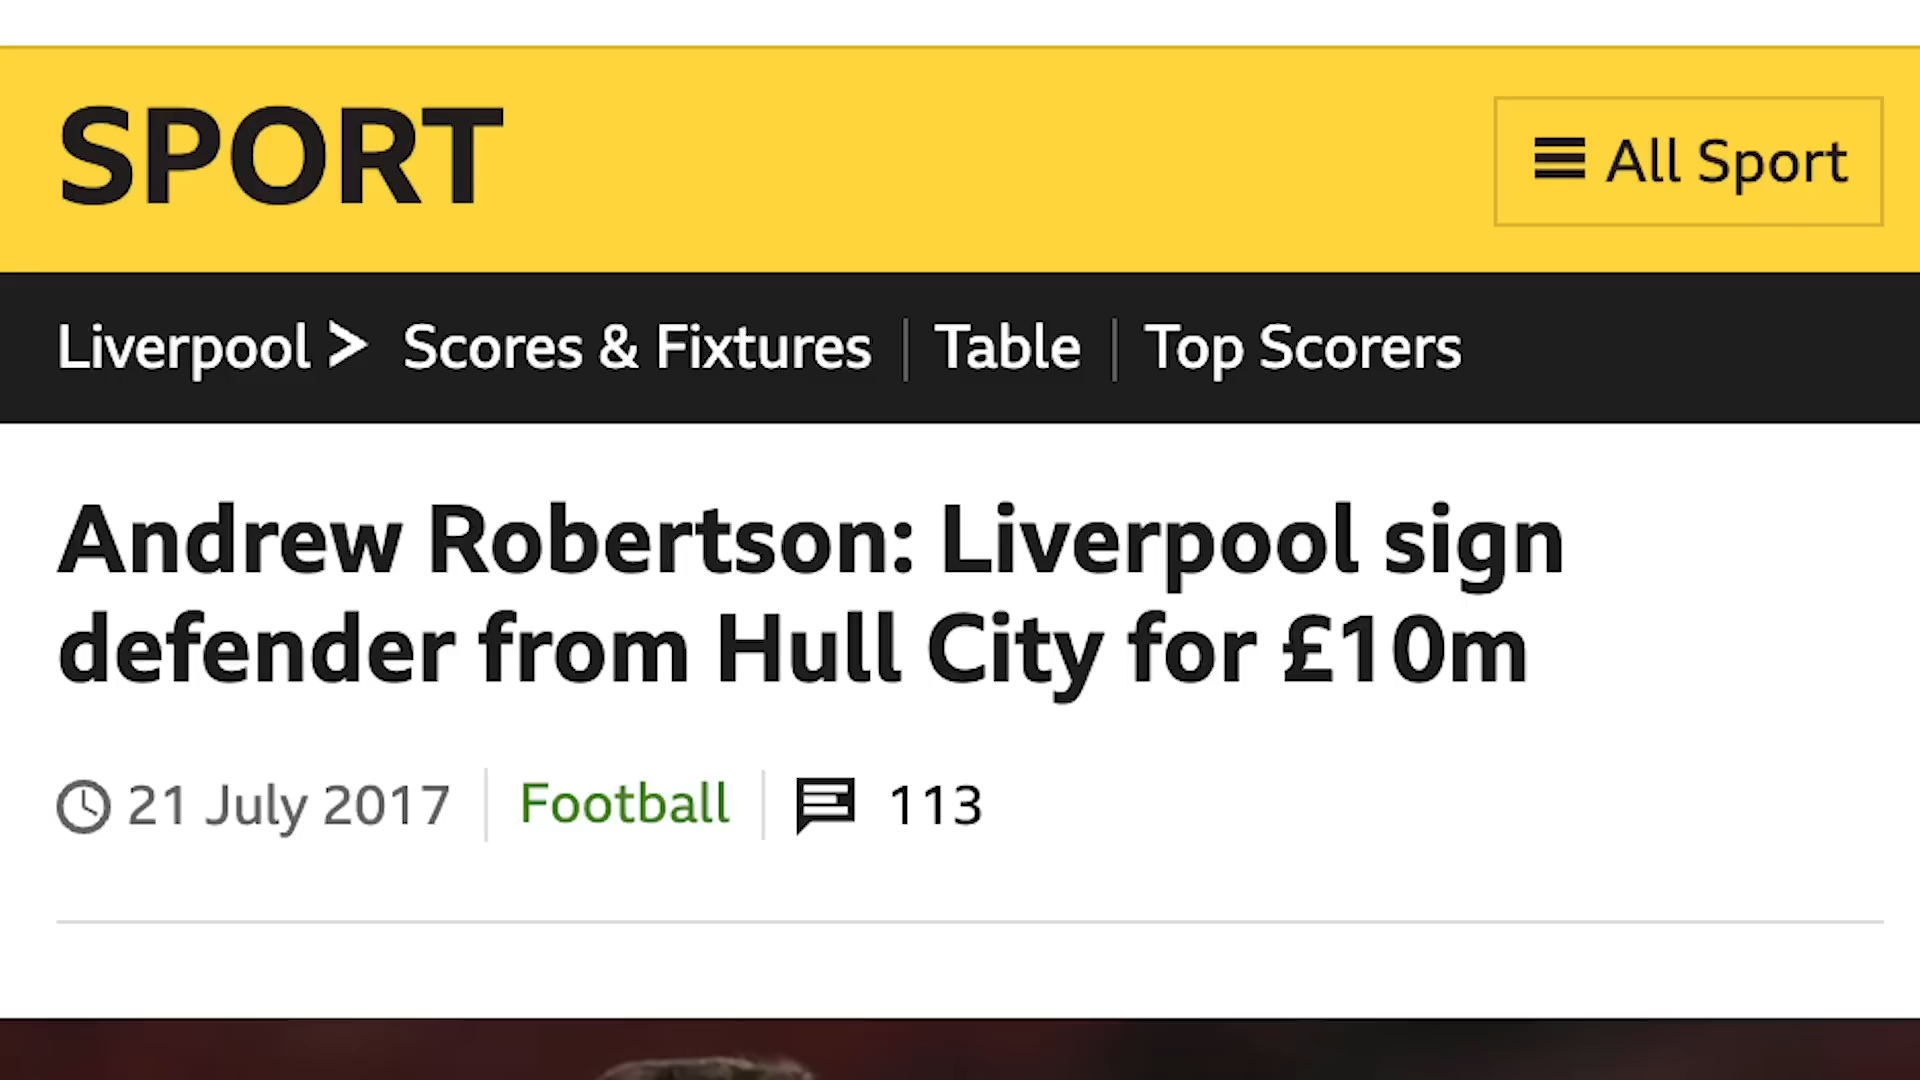 SPORT
All Sport
Liverpool Scores & Fixtures Table Top Scorers
Andrew Robertson: Liverpool sign
defender from Hull City for £10m
21 July 2017 Football 113